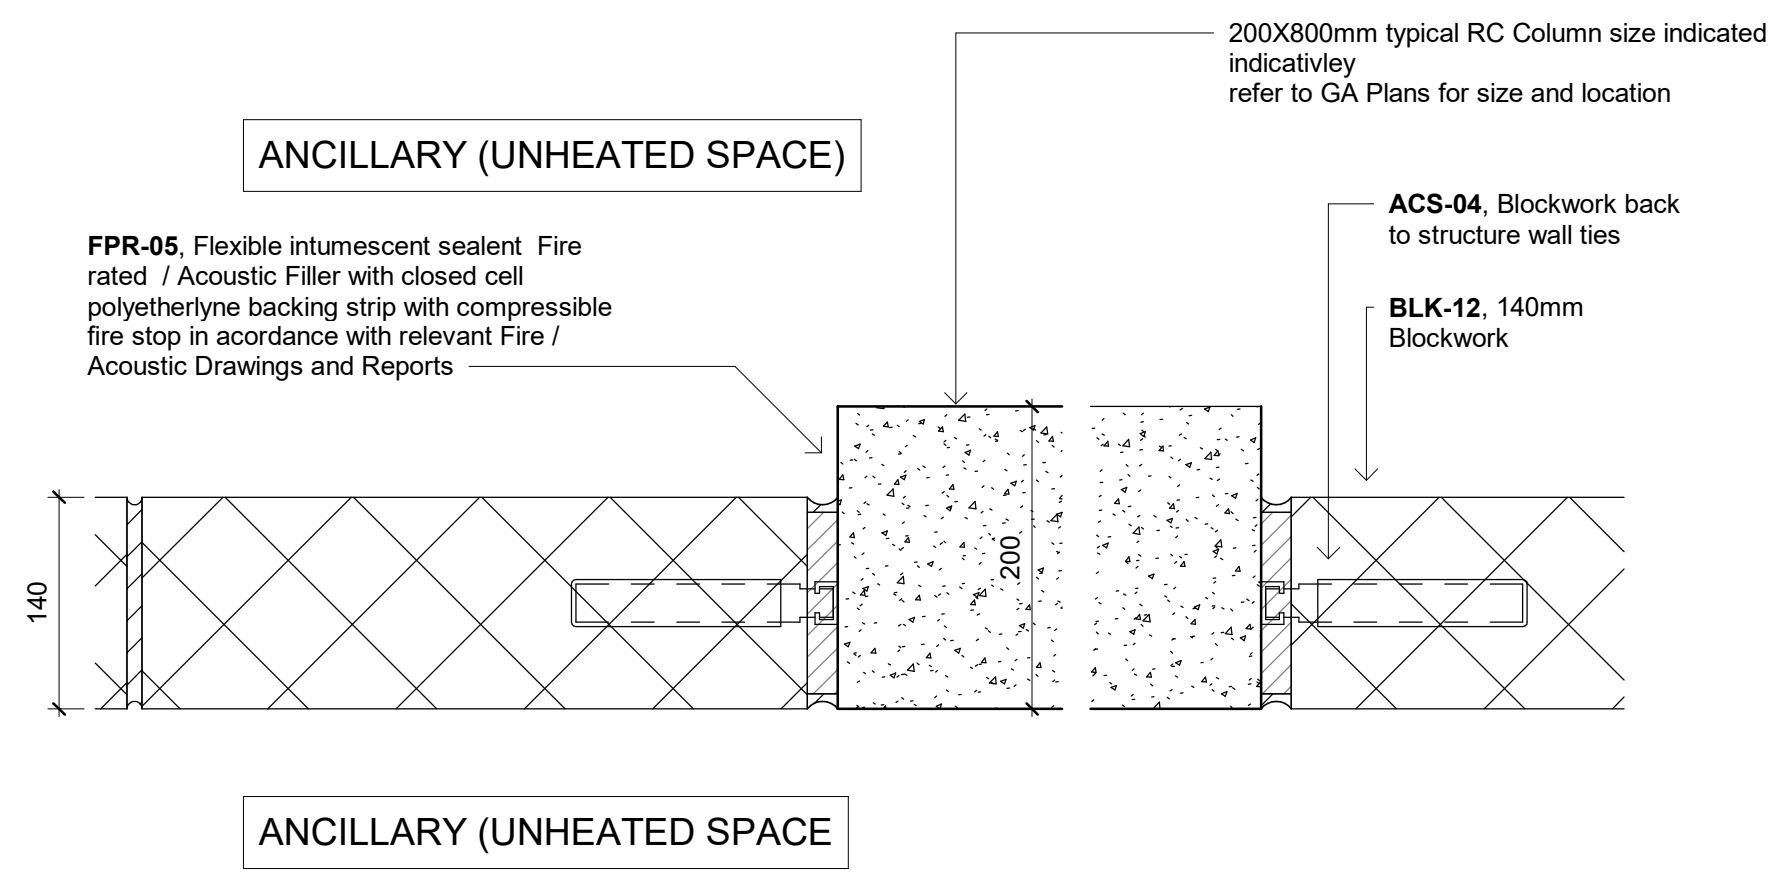 200X800mm typical RC Column size indicated
indicativley
refer to GA Plans for size and location
ANCILLARY (UNHEATED SPACE)
ACS-04, Blockwork back
to structure wall ties
FPR-05, Flexible intumescent sealent Fire
rated / Acoustic Filler with closed cell
polyetherlyne backing strip with compressible
fire stop in acordance with relevant Fire /
Acoustic Drawings and Reports
BLK-12, 140mm
Blockwork
200
140
ANCILLARY (UNHEATED SPACE